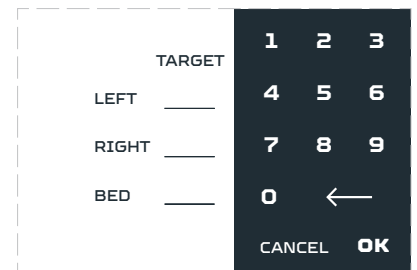 TARGET
LEFT
RIGHT
BED
1 2 3
4 5 6
7 8 9
0
CANCEL OK